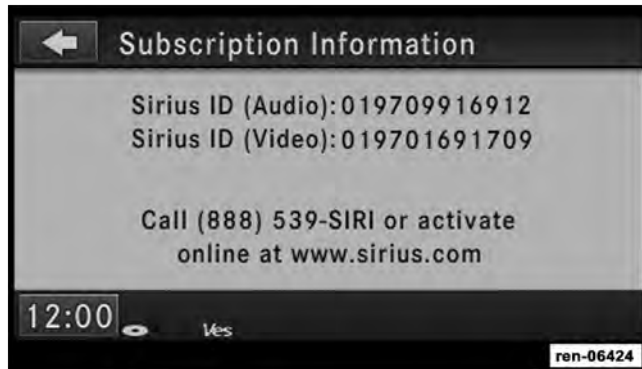 Subscription Information
Sirius ID (Audio): 019709916912
Sirius ID (Video): 019701691709
Call (888) 539-SIRI or activate
online at www.sirius.com
12:00
Ves
ren-06424